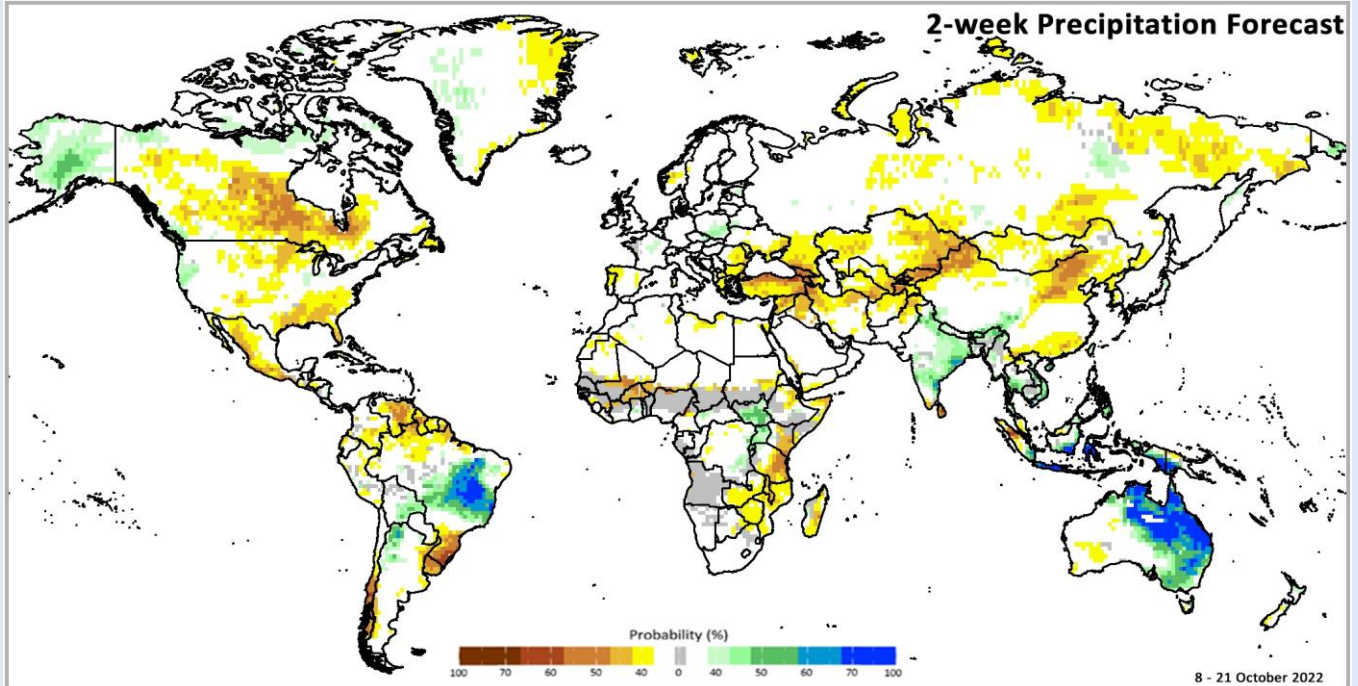 2-week Precipitation Forecast
Probability (%)
100 70 60 50 40 0 40 50 60 70 100
8 - 21 October 2022